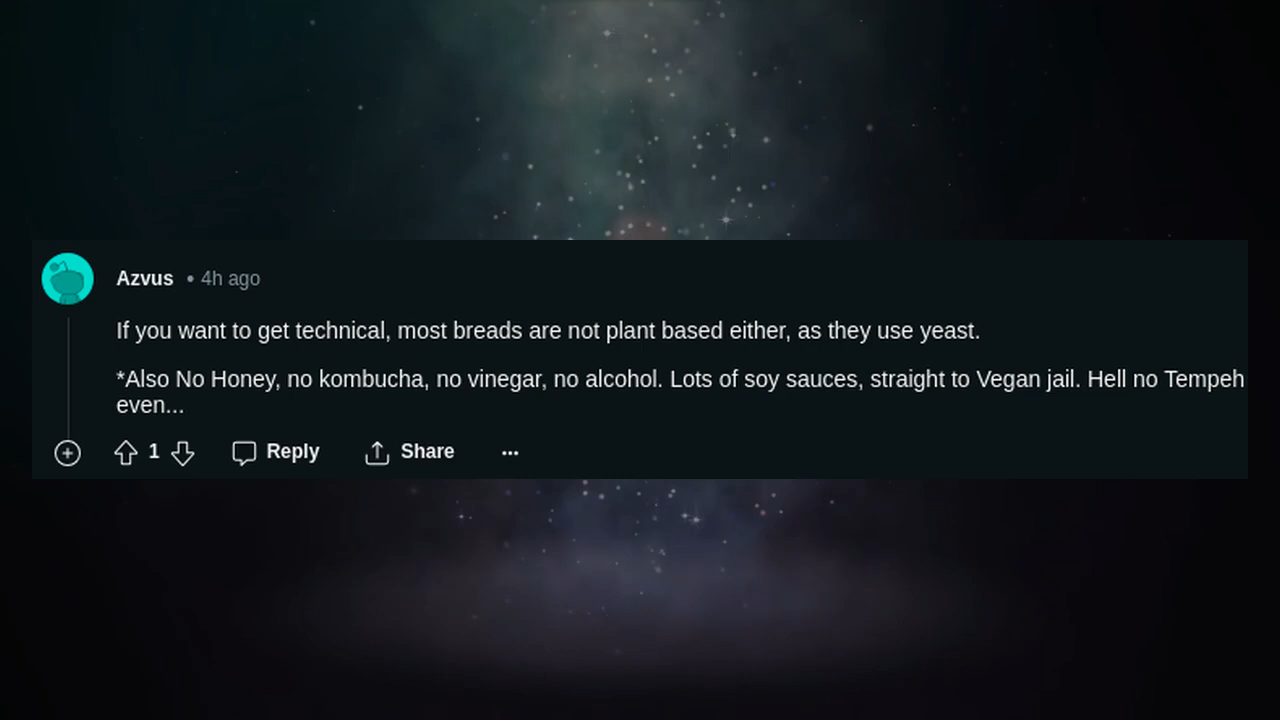 Azvus • 4h ago
If you want to get technical, most breads are not plant based either, as they use yeast.
*Also No Honey, no kombucha, no vinegar, no alcohol. Lots of soy sauces, straight to Vegan jail. Hell no Tempeh
even...
1 Reply Share ...